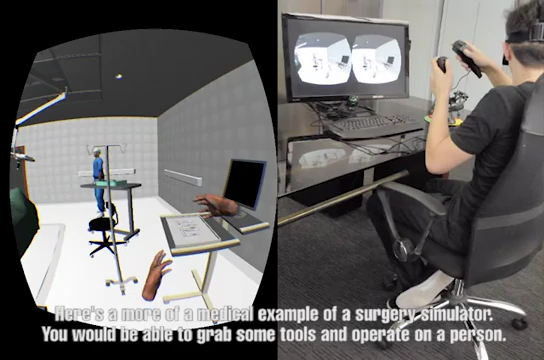 Here's a more of a medical example of a surgery simulator.
You would be able to grab some tools and operate on a person.